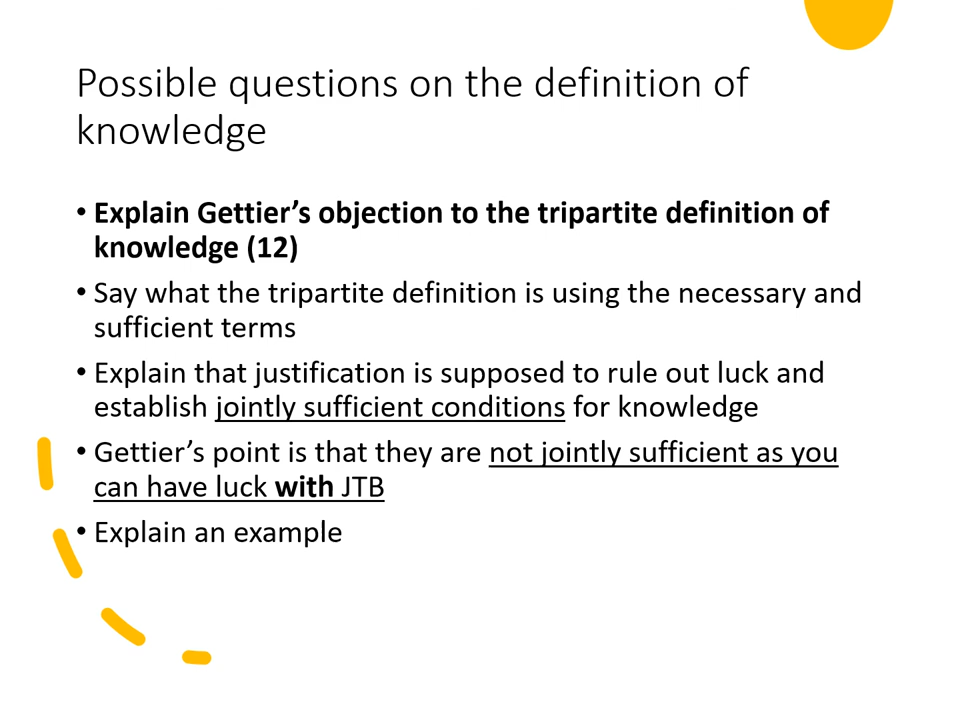 Possible questions on the definition of
knowledge
• Explain Gettier’s objection to the tripartite definition of
knowledge (12)
• Say what the tripartite definition is using the necessary and
sufficient terms
• Explain that justification is supposed to rule out luck and
establish jointly sufficient conditions for knowledge
• Gettier’s point is that they are not jointly sufficient as you
can have luck with JTB
• Explain an example